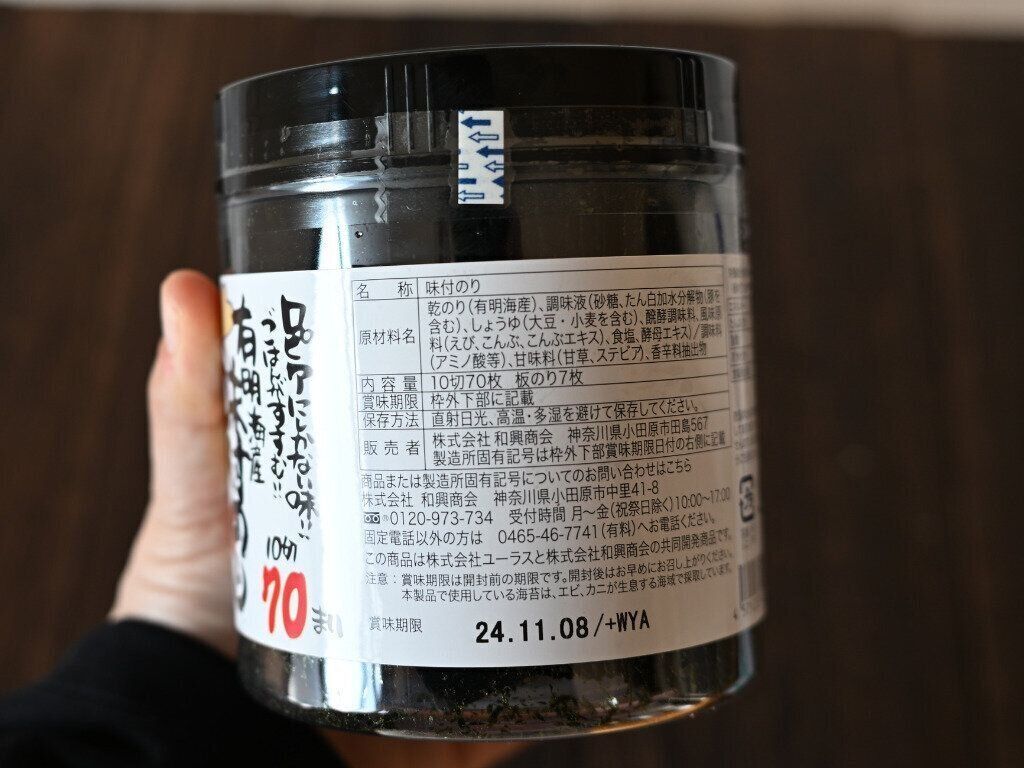 ロピアにしかない味!!
ごはんがすすむ!!
有明海産
10切
70
まい
名 称 味付のり
原材料名 乾のり(有明海産)、調味液(砂糖、たん白加水分解物(豚を
含む)、しょうゆ(大豆・小麦を含む)、醗酵調味料、風味原
料(えび、こんぶ、こんぶエキス)、食塩、酵母エキス)/調味料
(アミノ酸等)、甘味料(甘草、ステビア)、香辛料抽出物
内容量 10切70枚 板のり7枚
賞味期限 枠外下部に記載
保存方法 直射日光、高温・多湿を避けて保存してください。
販売者 株式会社 和興商会 神奈川県小田原市田島567
製造所固有記号は枠外下部賞味期限日付の右側に記載
商品または製造所固有記号についてのお問い合わせはこちら
株式会社 和興商会 神奈川県小田原市中里41-8
0120-973-734 受付時間 月〜金(祝祭日除く)10:00〜17:00
固定電話以外の方は 0465-46-7741(有料)へお電話ください。
この商品は株式会社ユーラスと株式会社和興商会の共同開発商品です。
注意:賞味期限は開封前の期限です。開封後はお早めにお召し上がりください。
本製品で使用している海苔は、エビ、カニが生息する海域で採取しています。
賞味期限 24.11.08/+WYA